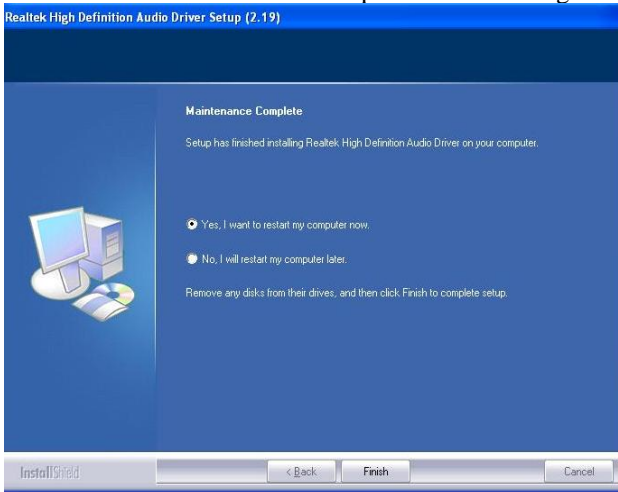 Realtek High Definition Audio Driver Setup (2.19)
Maintenance Complete
Setup has finished installing Realtek High Definition Audio Driver on your computer.
Yes, I want to restart my computer now.
No, I will restart my computer later.
Remove any disks from their drives, and then click Finish to complete setup.
InstallShield
< Back
Finish
Cancel